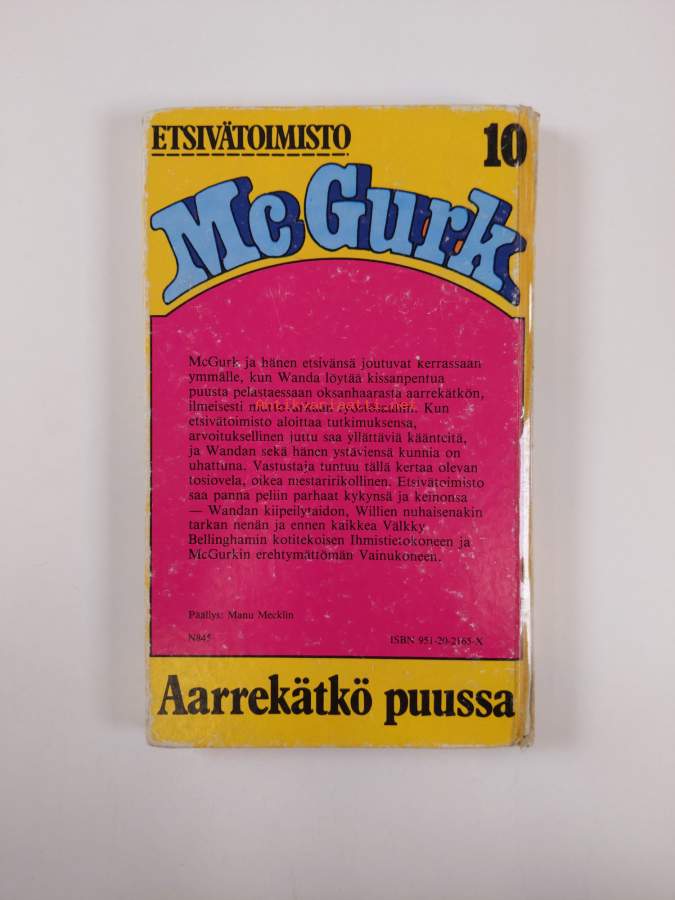 ETSIVÄTOIMISTO
10
McGurk
McGurk ja hänen etsivänsä joutuvat kerrassaan
ymmälle, kun Wanda löytää kissanpentua
puusta pelastaessaan oksanhaarasta aarrekätkön,
ilmeisesti
Kun
etsivätoimisto aloittaa tutkimuksensa,
arvoituksellinen juttu saa yllättäviä käänteitä,
ja Wandan sekä hänen ystäviensä kunnia on
uhattuna. Vastustaja tuntuu tällä kertaa olevan
tosiovela, oikea mestaririkollinen. Etsivätoimisto
saa panna peliin parhaat kykynsä ja keinonsa
— Wandan kiipeilytaidon, Willien nuhaisenakin
tarkan nenän ja ennen kaikkea Välkky
Bellinghamin kotitekoisen Ihmistietokoneen ja
McGurkin erehtymättömän Vainukoneen.
Päällys: Manu Mecklin
N845
ISBN 951-20-2165-X
Aarrekätkö puussa